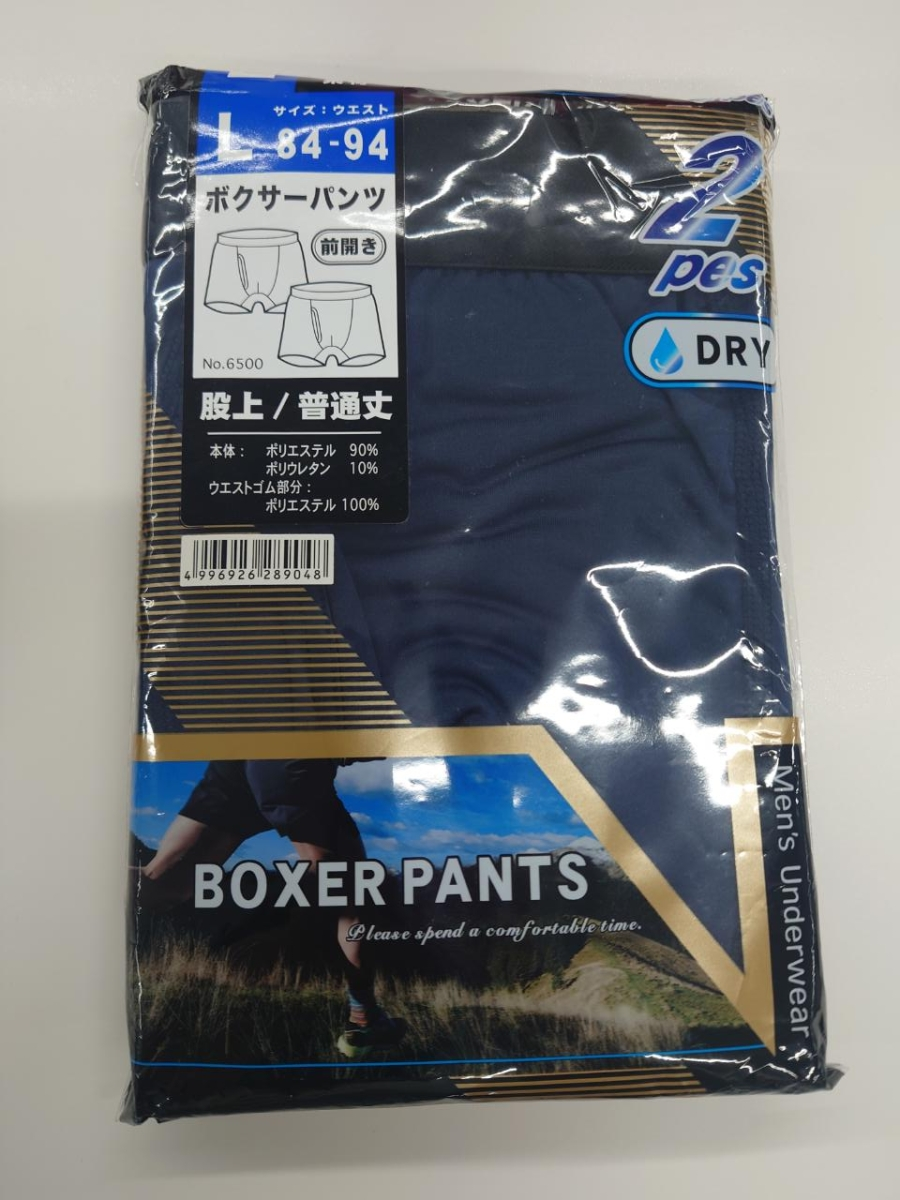 サイズ:ウエスト
L 84-94
ボクサーパンツ
前開き
No.6500
股上/普通丈
本体: ポリエステル 90%
ポリウレタン 10%
ウエストゴム部分:
ポリエステル 100%
4 996926 289048
2
pcs
DRY
BOXER PANTS
Please spend a comfortable time.
Men's Underwear